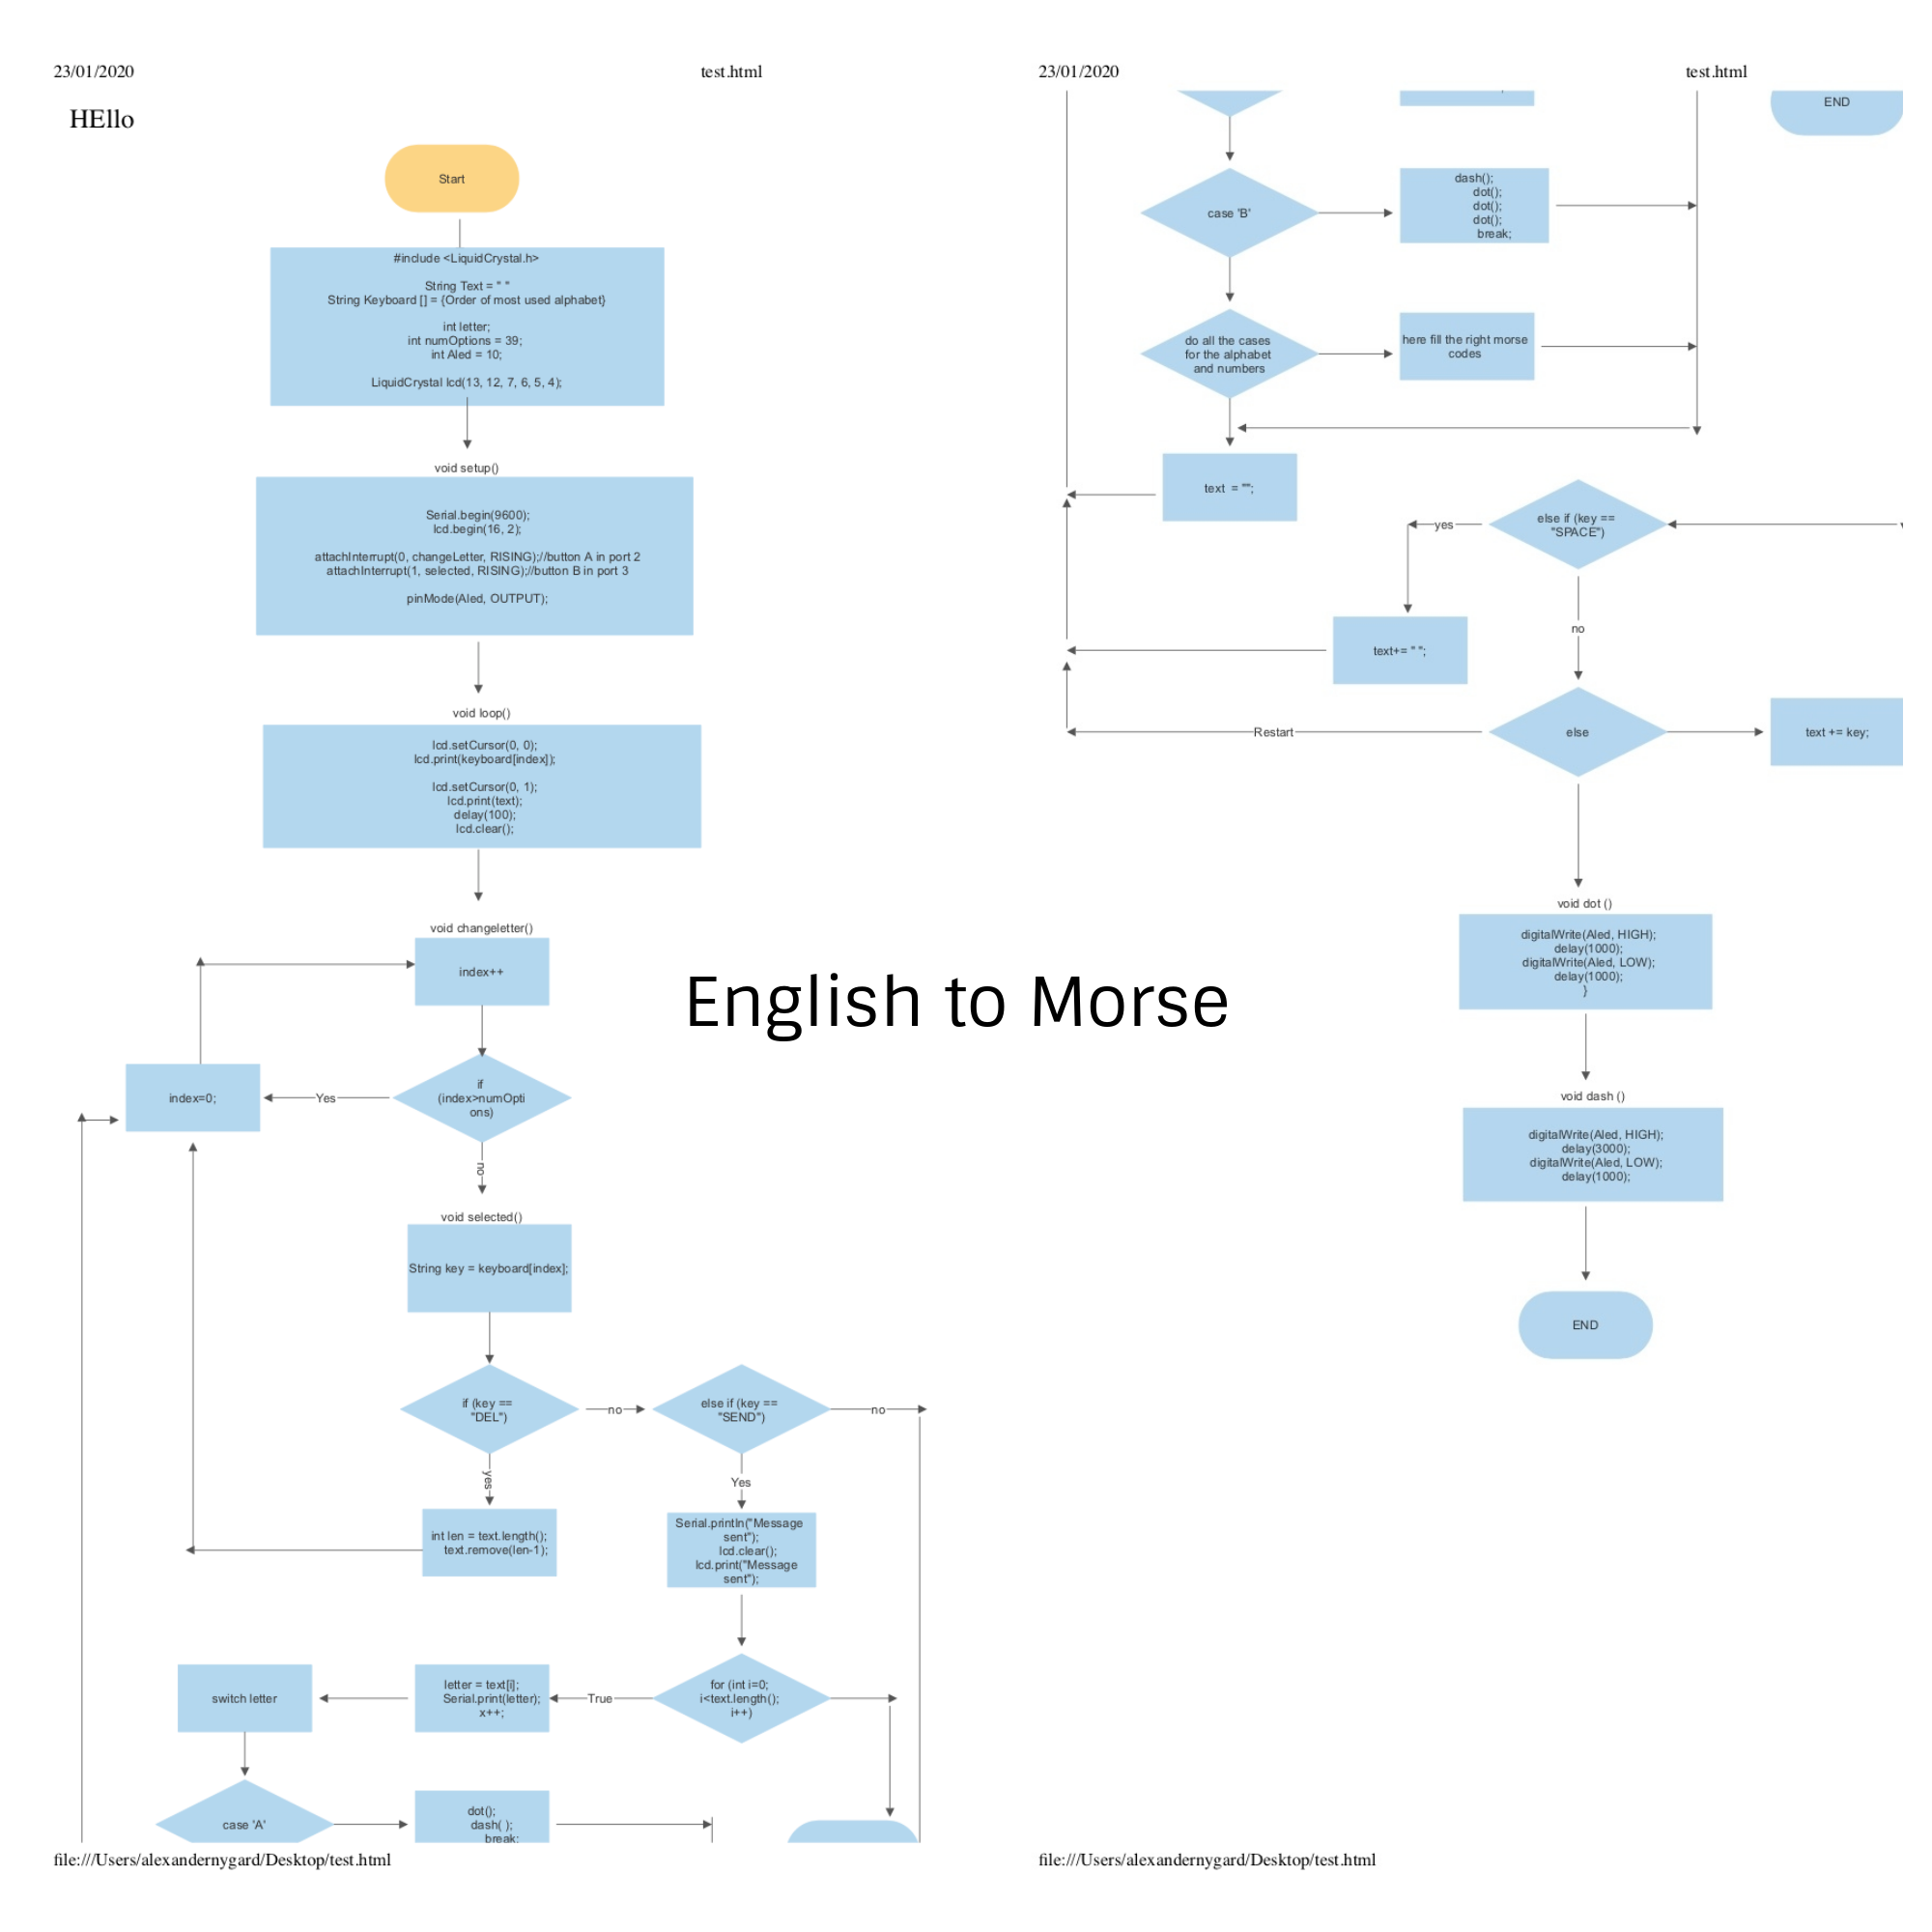 23/01/2020
test.html
HEllo
Start
#include <LiquidCrystal.h>
String Text = " "
String Keyboard [] = {Order of most used alphabet}
int letter;
int numOptions = 39;
int Aled = 10;
LiquidCrystal lcd(13, 12, 7, 6, 5, 4);
void setup()
Serial.begin(9600);
lcd.begin(16, 2);
attachInterrupt(0, changeLetter, RISING);//button A in port 2
attachInterrupt(1, selected, RISING);//button B in port 3
pinMode(Aled, OUTPUT);
void loop()
lcd.setCursor(0, 0);
lcd.print(keyboard[index]);
lcd.setCursor(0, 1);
lcd.print(text);
delay(100);
lcd.clear();
void changeletter()
index++
if
(index>numOpti
ons)
Yes
index=0;
no
void selected()
String key = keyboard[index];
if (key ==
"DEL")
no
else if (key ==
"SEND")
no
yes
Yes
int len = text.length();
text.remove(len-1);
Serial.println("Message
sent");
lcd.clear();
lcd.print("Message
sent");
for (int i=0;
i<text.length();
i++)
True
letter = text[i];
Serial.print(letter);
x++;
switch letter
case 'A'
dot();
dash( );
break;
file:///Users/alexandernygard/Desktop/test.html
English to Morse
23/01/2020
test.html
END
case 'B'
dash();
dot();
dot();
dot();
break;
do all the cases
for the alphabet
and numbers
here fill the right morse
codes
text = "";
else if (key ==
"SPACE")
yes
text+= " ";
no
else
Restart
text += key;
void dot ()
digitalWrite(Aled, HIGH);
delay(1000);
digitalWrite(Aled, LOW);
delay(1000);
}
void dash ()
digitalWrite(Aled, HIGH);
delay(3000);
digitalWrite(Aled, LOW);
delay(1000);
END
file:///Users/alexandernygard/Desktop/test.html